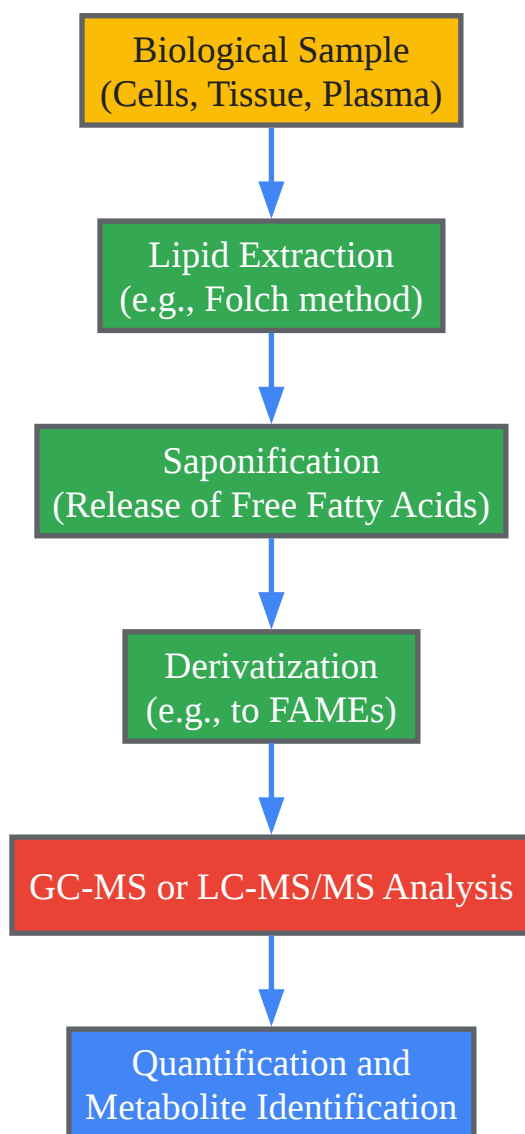 Biological Sample
(Cells, Tissue, Plasma)
Lipid Extraction
(e.g., Folch method)
Saponification
(Release of Free Fatty Acids)
Derivatization
(e.g., to FAMEs)
GC-MS or LC-MS/MS Analysis
Quantification and
Metabolite Identification